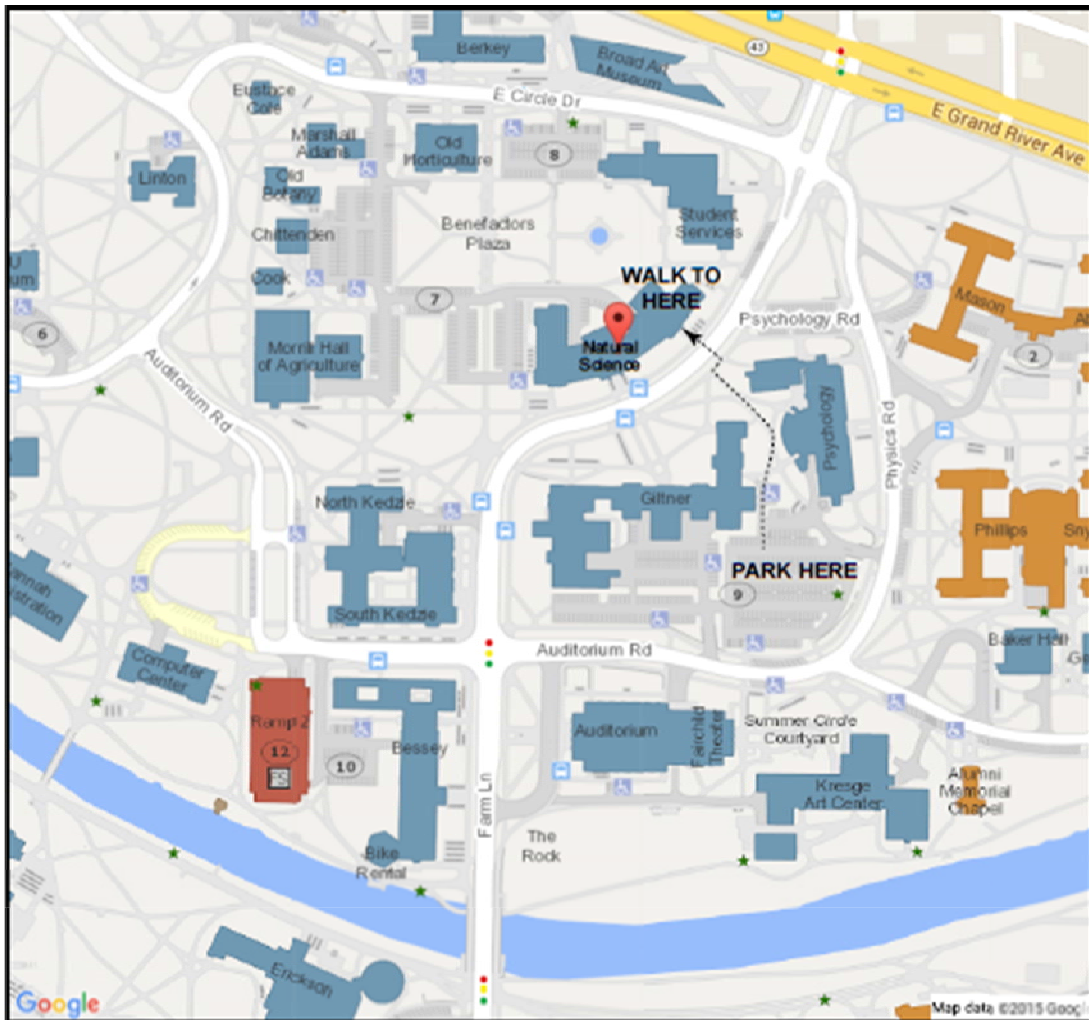 Berkey
Broad Art
Museum
43
E Grand River Ave
E Circle Dr
Eustace
Cole
Marshall
Adams
Old
Horticulture
8
Linton
Old
Botany
Student
Services
Benefactors
Plaza
Chittenden
Cook
WALK TO
HERE
7
6
Mason
2
Psychology Rd
Natural
Science
Morrill Hall
of Agriculture
Auditorium Rd
Psychology
Physics Rd
North Kedzie
Giltner
Phillips
PARK HERE
9
South Kedzie
Auditorium Rd
Baker Hall
Computer
Center
Ramp 2
12
10
Bessey
Auditorium
Fairchild
Theater
Summer Circle
Courtyard
Kresge
Art Center
Alumni
Memorial
Chapel
Farm Ln
The
Rock
Bike
Rental
Erickson
Google
Map data ©2015 Google